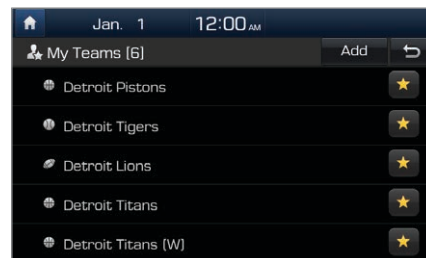 Jan. 1 12:00 AM
My Teams (6) Add
Detroit Pistons
Detroit Tigers
Detroit Lions
Detroit Titans
Detroit Titans (W)